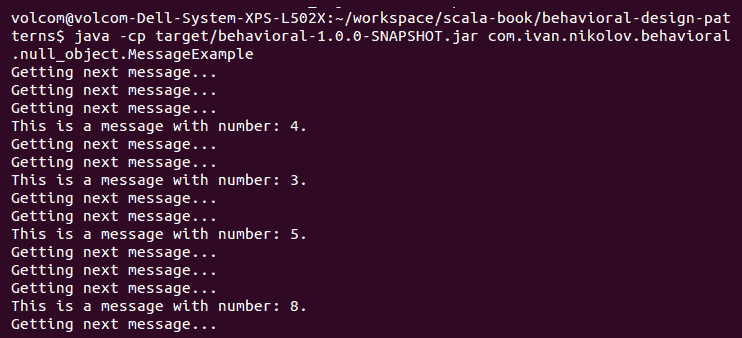 volcom@volcom-Dell-System-XPS-L502X:~/workspace/scala-book/behavioral-design-pat
terns$ java -cp target/behavioral-1.0.0-SNAPSHOT.jar com.ivan.nikolov.behavioral
.null_object.MessageExample
Getting next message...
Getting next message...
Getting next message...
This is a message with number: 4.
Getting next message...
Getting next message...
This is a message with number: 3.
Getting next message...
Getting next message...
This is a message with number: 5.
Getting next message...
Getting next message...
Getting next message...
This is a message with number: 8.
Getting next message...